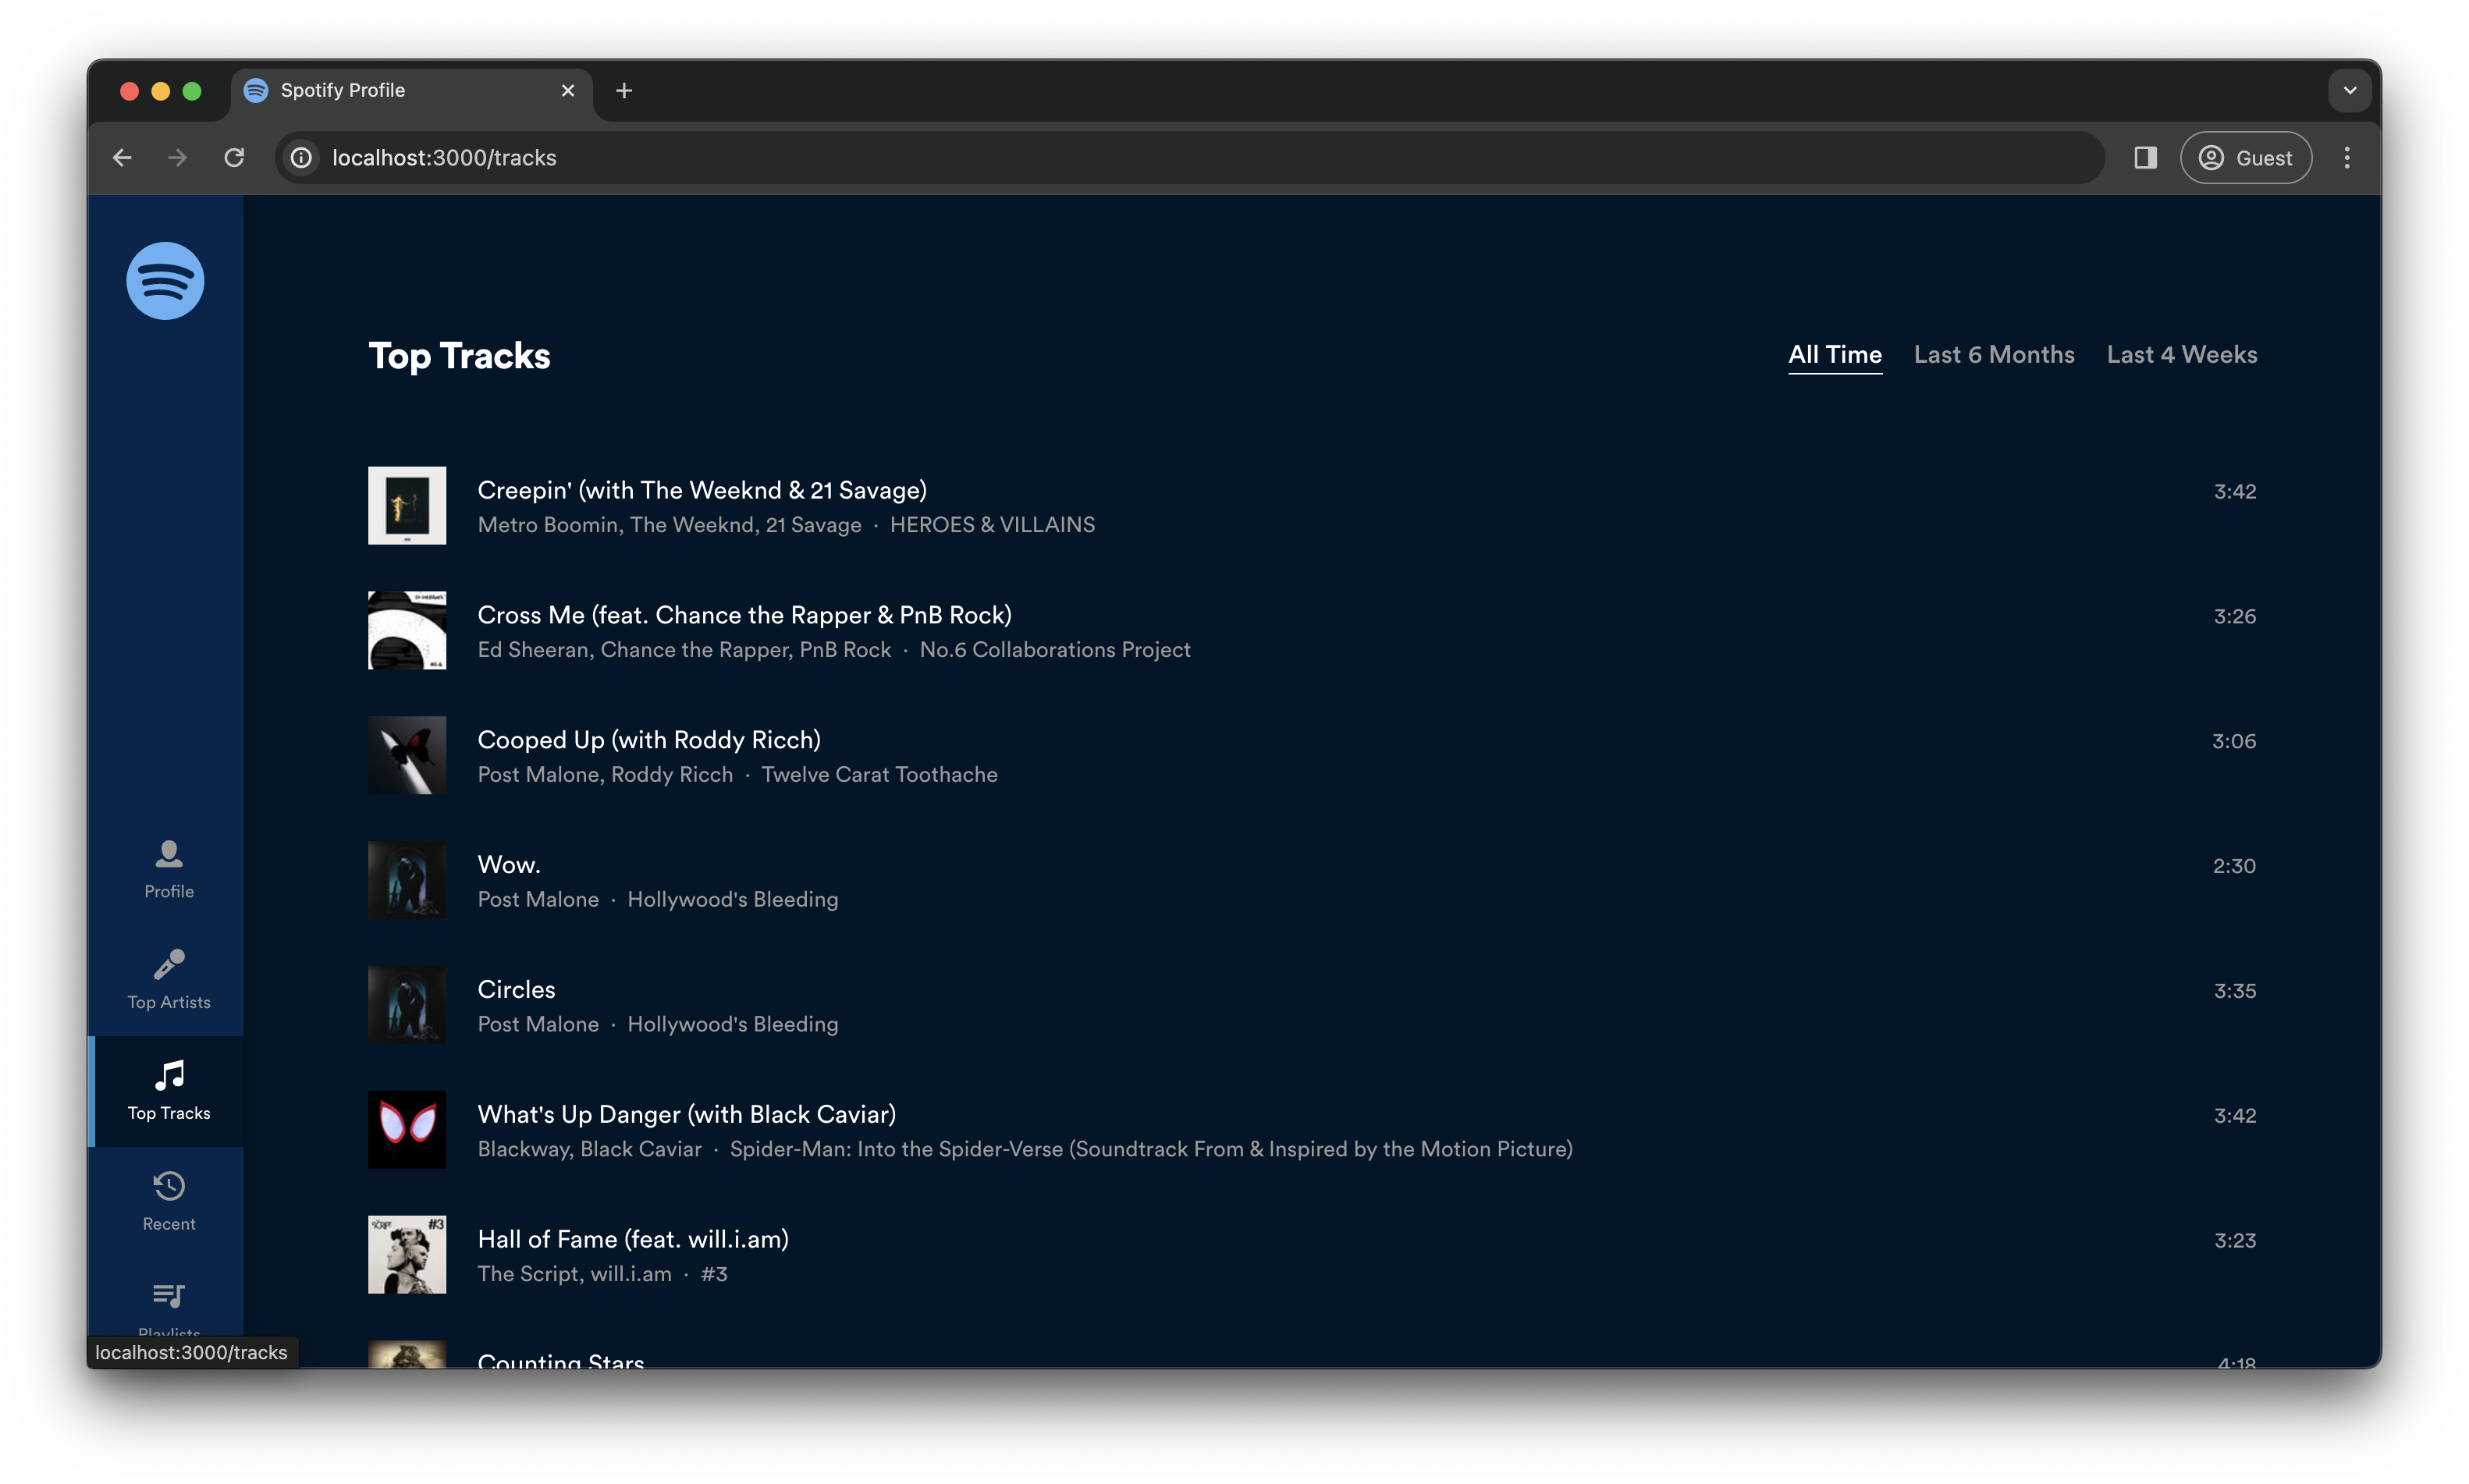 Spotify Profile
localhost:3000/tracks
Guest
Top Tracks
All Time
Last 6 Months
Last 4 Weeks
Creepin' (with The Weeknd & 21 Savage)
3:42
Metro Boomin, The Weeknd, 21 Savage · HEROES & VILLAINS
Cross Me (feat. Chance the Rapper & PnB Rock)
3:26
Ed Sheeran, Chance the Rapper, PnB Rock · No.6 Collaborations Project
Cooped Up (with Roddy Ricch)
3:06
Post Malone, Roddy Ricch · Twelve Carat Toothache
Wow.
2:30
Post Malone · Hollywood's Bleeding
Circles
3:35
Post Malone · Hollywood's Bleeding
What's Up Danger (with Black Caviar)
3:42
Blackway, Black Caviar · Spider-Man: Into the Spider-Verse (Soundtrack From & Inspired by the Motion Picture)
#3
Hall of Fame (feat. will.i.am)
3:23
The Script, will.i.am · #3
Counting Stars
4:18
Profile
Top Artists
Top Tracks
Recent
Playlists
localhost:3000/tracks